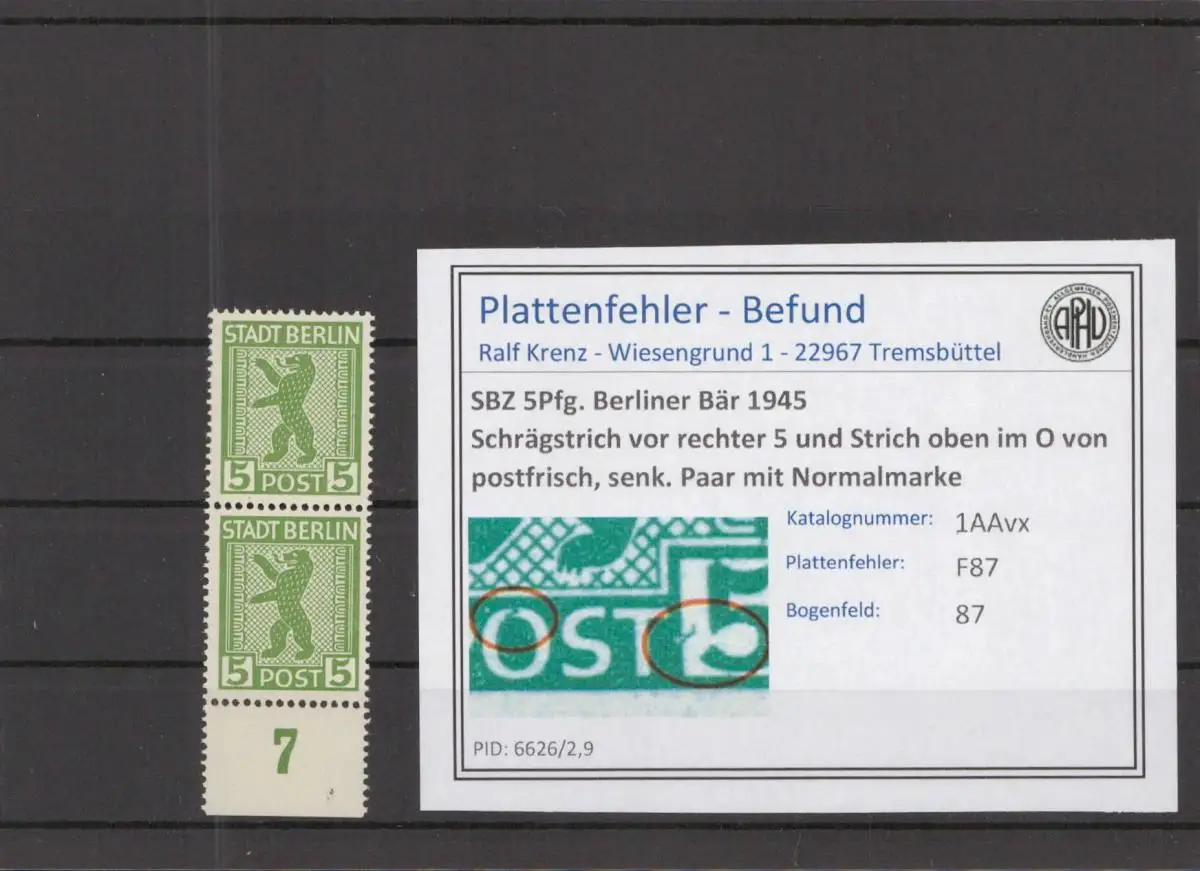 STADT BERLIN
5 POST 5
STADT BERLIN
5 POST 5
7
Plattenfehler - Befund
Ralf Krenz - Wiesengrund 1 - 22967 Tremsbüttel
APHV
SBZ 5Pfg. Berliner Bär 1945
Schrägstrich vor rechter 5 und Strich oben im O von
postfrisch, senk. Paar mit Normalmarke
OST 5
Katalognummer: 1AAvx
Plattenfehler: F87
Bogenfeld: 87
PID: 6626/2,9